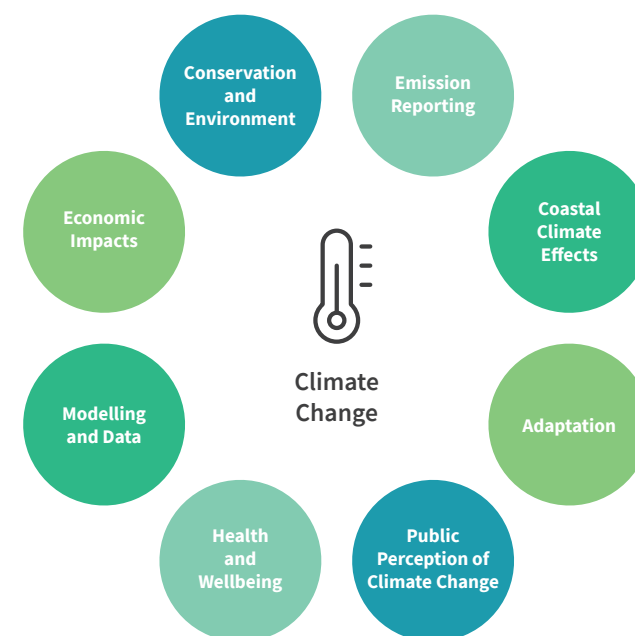 Conservation
and
Environment
Emission
Reporting
Economic
Impacts
Coastal
Climate
Effects
Climate
Change
Modelling
and Data
Adaptation
Health
and
Wellbeing
Public
Perception of
Climate Change